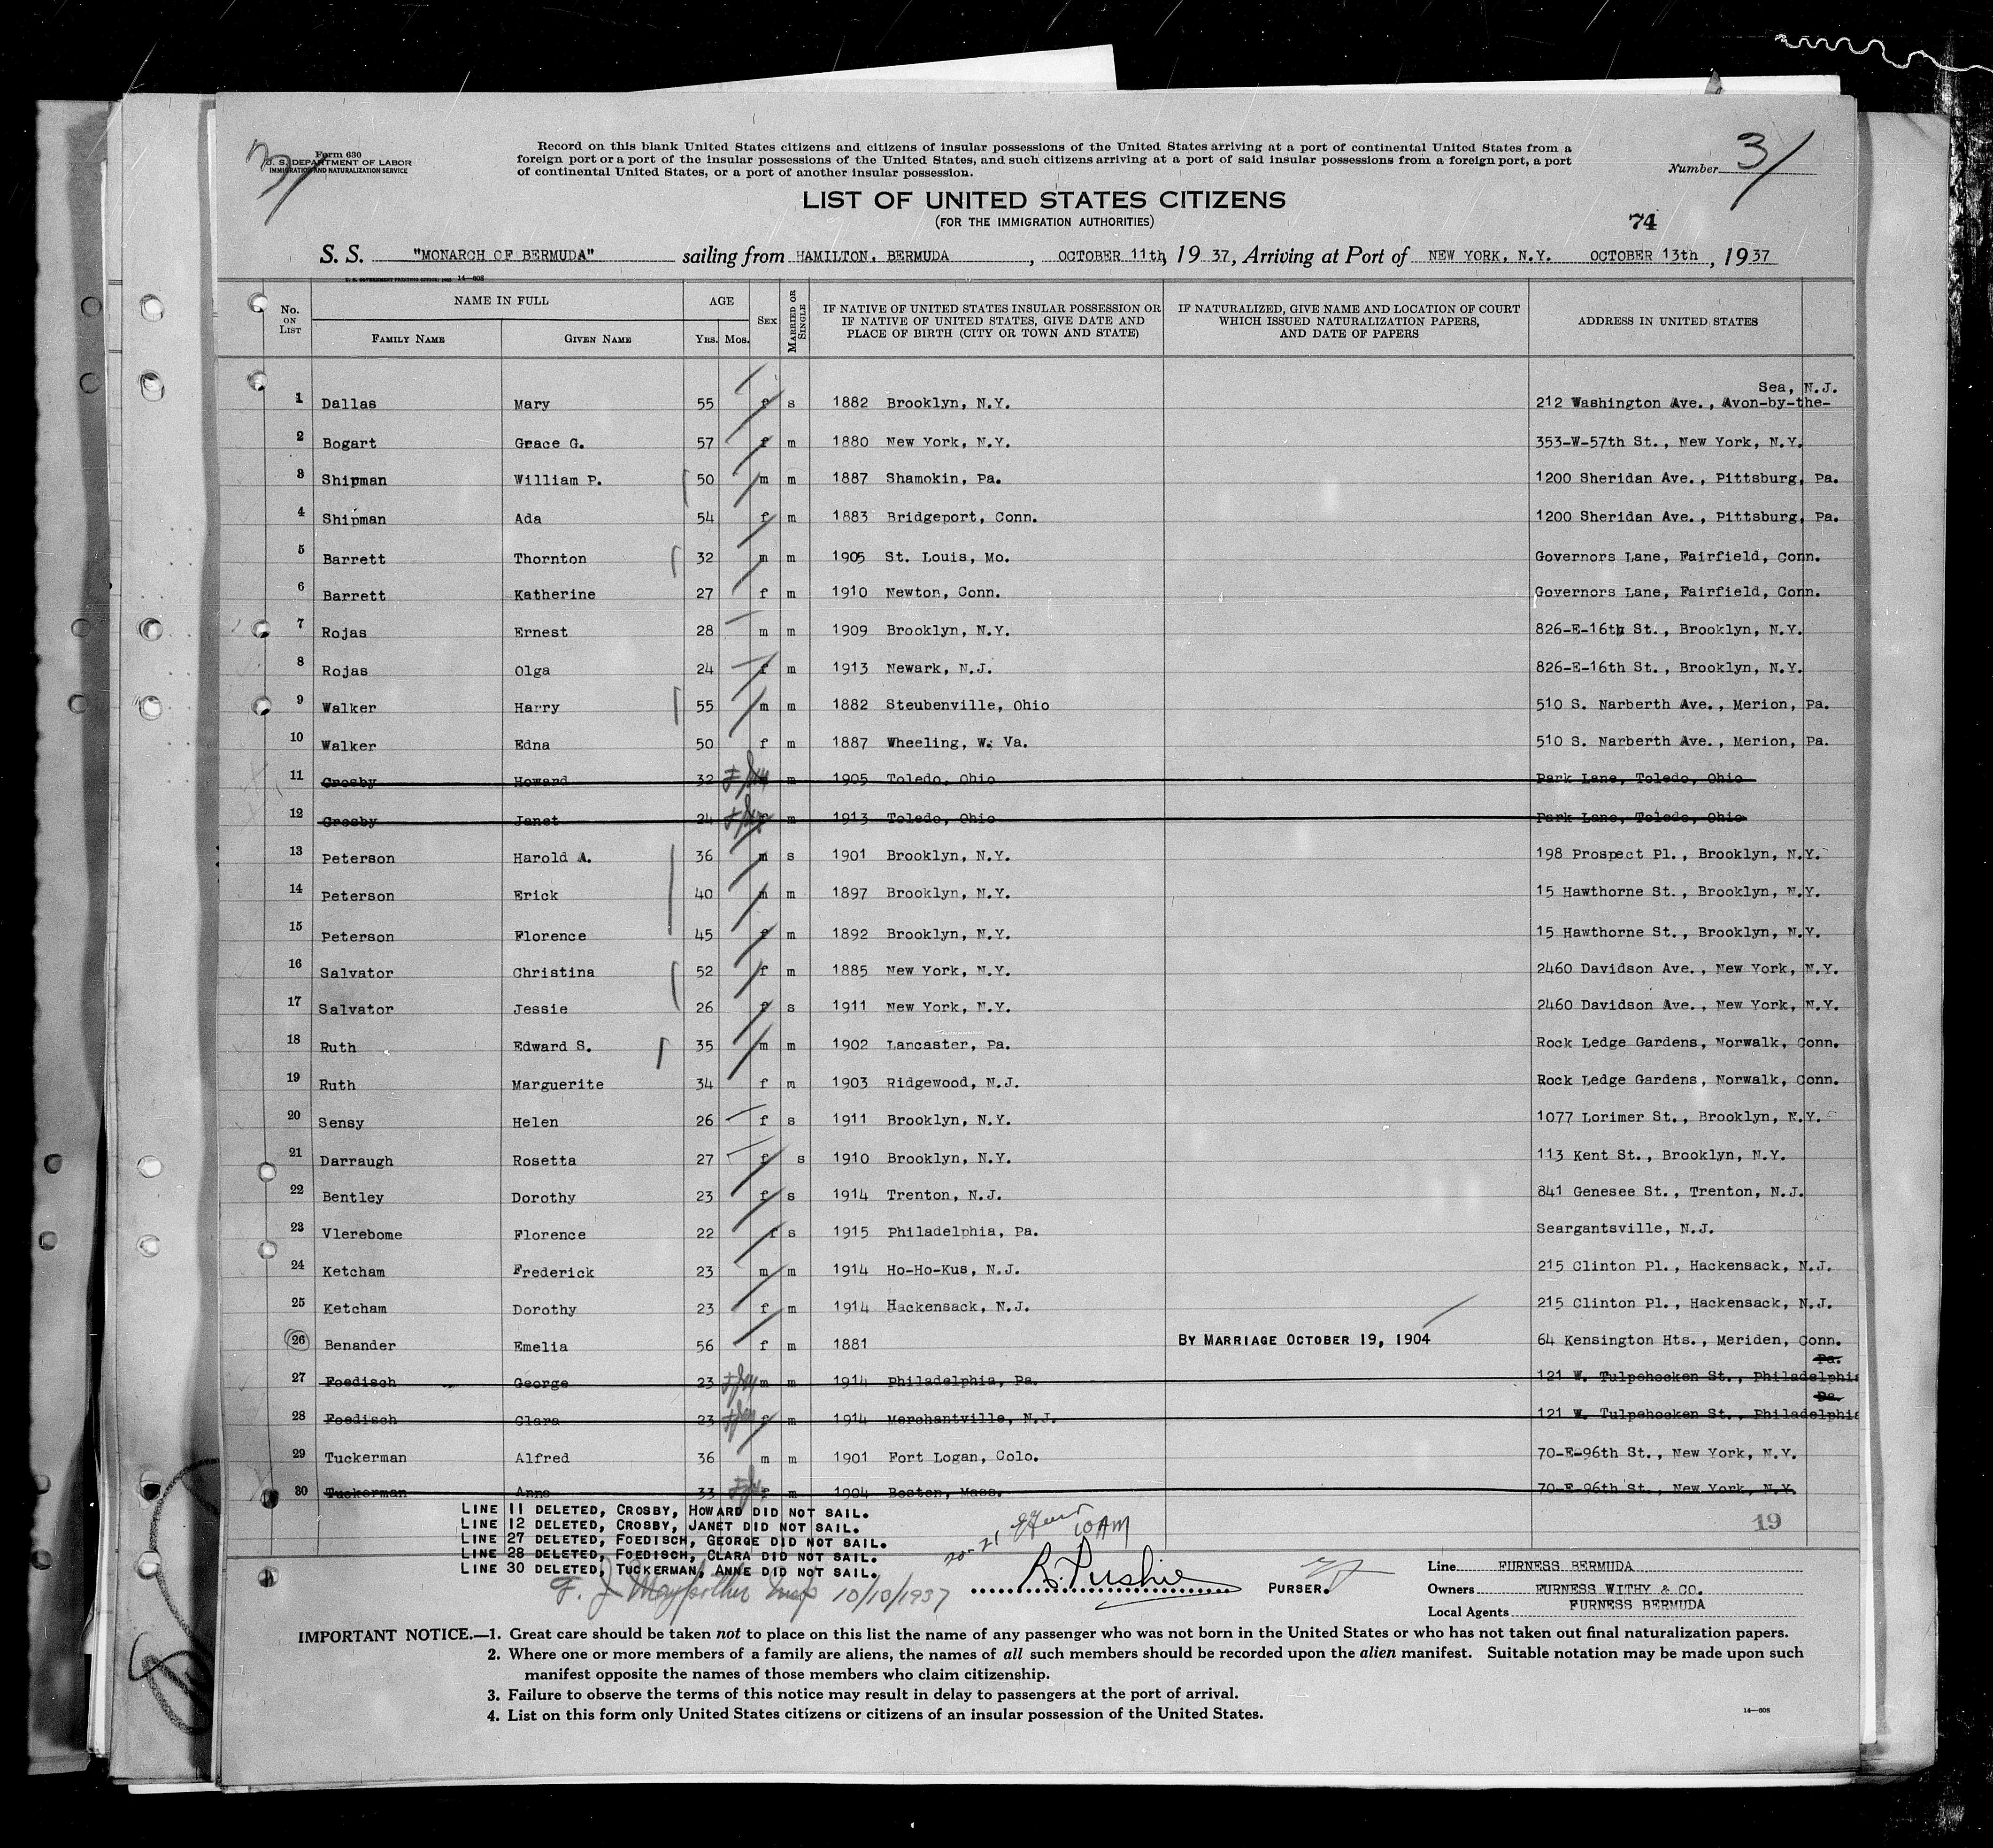 Form 630
U. S. DEPARTMENT OF LABOR
IMMIGRATION AND NATURALIZATION SERVICE
3/
Record on this blank United States citizens and citizens of insular possessions of the United States arriving at a port of continental United States from a
foreign port or a port of the insular possessions of the United States, and such citizens arriving at a port of said insular possessions from a foreign port, a port
of continental United States, or a port of another insular possession.
Number 3/
LIST OF UNITED STATES CITIZENS
(FOR THE IMMIGRATION AUTHORITIES)
74
S. S. "MONARCH OF BERMUDA" sailing from HAMILTON. BERMUDA, OCTOBER 11th, 19 37, Arriving at Port of NEW YORK, N.Y. OCTOBER 13th, 1937
U. S. GOVERNMENT PRINTING OFFICE: 1932 14—608
No. ON LIST NAME IN FULL AGE SEX MARRIED OR SINGLE IF NATIVE OF UNITED STATES INSULAR POSSESSION OR IF NATIVE OF UNITED STATES, GIVE DATE AND PLACE OF BIRTH (CITY OR TOWN AND STATE) IF NATURALIZED, GIVE NAME AND LOCATION OF COURT WHICH ISSUED NATURALIZATION PAPERS, AND DATE OF PAPERS ADDRESS IN UNITED STATES
FAMILY NAME GIVEN NAME YRS. MOS.
Sea, N.J.
1 Dallas Mary 55 f s 1882 Brooklyn, N.Y. 212 Washington Ave., Avon-by-the-
2 Bogart Grace G. 57 f m 1880 New York, N.Y. 353-W-57th St., New York, N.Y.
3 Shipman William P. 50 m m 1887 Shamokin, Pa. 1200 Sheridan Ave., Pittsburg, Pa.
4 Shipman Ada 54 f m 1883 Bridgeport, Conn. 1200 Sheridan Ave., Pittsburg, Pa.
5 Barrett Thornton 32 m m 1905 St. Louis, Mo. Governors Lane, Fairfield, Conn.
6 Barrett Katherine 27 f m 1910 Newton, Conn. Governors Lane, Fairfield, Conn.
7 Rojas Ernest 28 m m 1909 Brooklyn, N.Y. 826-E-16th St., Brooklyn, N.Y.
8 Rojas Olga 24 f m 1913 Newark, N.J. 826-E-16th St., Brooklyn, N.Y.
9 Walker Harry 55 m m 1882 Steubenville, Ohio 510 S. Narberth Ave., Merion, Pa.
10 Walker Edna 50 f m 1887 Wheeling, W. Va. 510 S. Narberth Ave., Merion, Pa.
11 Crosby Howard 32 m m 1905 Toledo, Ohio Park Lane, Toledo, Ohio
12 Crosby Janet 24 f m 1913 Toledo, Ohio Park Lane, Toledo, Ohio
13 Peterson Harold A. 36 m s 1901 Brooklyn, N.Y. 198 Prospect Pl., Brooklyn, N.Y.
14 Peterson Erick 40 m m 1897 Brooklyn, N.Y. 15 Hawthorne St., Brooklyn, N.Y.
15 Peterson Florence 45 f m 1892 Brooklyn, N.Y. 15 Hawthorne St., Brooklyn, N.Y.
16 Salvator Christina 52 f m 1885 New York, N.Y. 2460 Davidson Ave., New York, N.Y.
17 Salvator Jessie 26 f s 1911 New York, N.Y. 2460 Davidson Ave., New York, N.Y.
18 Ruth Edward S. 35 m m 1902 Lancaster, Pa. Rock Ledge Gardens, Norwalk, Conn.
19 Ruth Marguerite 34 f m 1903 Ridgewood, N.J. Rock Ledge Gardens, Norwalk, Conn.
20 Sensy Helen 26 f s 1911 Brooklyn, N.Y. 1077 Lorimer St., Brooklyn, N.Y.
21 Darraugh Rosetta 27 f s 1910 Brooklyn, N.Y. 113 Kent St., Brooklyn, N.Y.
22 Bentley Dorothy 23 f s 1914 Trenton, N.J. 841 Genesee St., Trenton, N.J.
23 Vlerebome Florence 22 f s 1915 Philadelphia, Pa. Seargantsville, N.J.
24 Ketcham Frederick 23 m m 1914 Ho-Ho-Kus, N.J. 215 Clinton Pl., Hackensack, N.J.
25 Ketcham Dorothy 23 f m 1914 Hackensack, N.J. 215 Clinton Pl., Hackensack, N.J.
26 Benander Emelia 56 f m 1881 BY MARRIAGE OCTOBER 19, 1904 64 Kensington Hts., Meriden, Conn.
Pa.
27 Foedisch George 23 m m 1914 Philadelphia, Pa. 121 W. Tulpehocken St., Philadelphia
Pa.
28 Foedisch Clara 23 f m 1914 Merchantville, N.J. 121 W. Tulpehocken St., Philadelphia
29 Tuckerman Alfred 36 m m 1901 Fort Logan, Colo. 70-E-96th St., New York, N.Y.
30 Tuckerman Anne 33 f m 1904 Boston, Mass. 70-E-96th St., New York, N.Y.
LINE 11 DELETED, CROSBY, HOWARD DID NOT SAIL.
LINE 12 DELETED, CROSBY, JANET DID NOT SAIL.
LINE 27 DELETED, FOEDISCH, GEORGE DID NOT SAIL.
LINE 28 DELETED, FOEDISCH, CLARA DID NOT SAIL.
LINE 30 DELETED, TUCKERMAN, ANNE DID NOT SAIL.
20-21 10 AM
19
F. J. Insp 10/13/1937
PURSER.
Line FURNESS BERMUDA
Owners FURNESS WITHY & CO.
Local Agents FURNESS BERMUDA
IMPORTANT NOTICE.—1. Great care should be taken not to place on this list the name of any passenger who was not born in the United States or who has not taken out final naturalization papers.
2. Where one or more members of a family are aliens, the names of all such members should be recorded upon the alien manifest. Suitable notation may be made upon such
manifest opposite the names of those members who claim citizenship.
3. Failure to observe the terms of this notice may result in delay to passengers at the port of arrival.
4. List on this form only United States citizens or citizens of an insular possession of the United States.
14—608